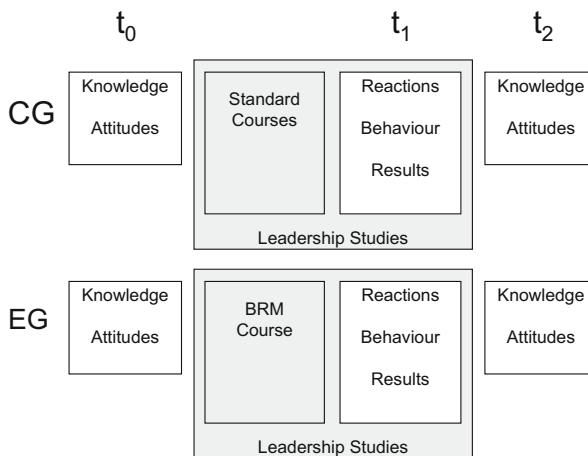 t0 t1 t2
CG
Knowledge
Attitudes
Standard
Courses
Reactions
Behaviour
Results
Knowledge
Attitudes
Leadership Studies
EG
Knowledge
Attitudes
BRM
Course
Reactions
Behaviour
Results
Knowledge
Attitudes
Leadership Studies